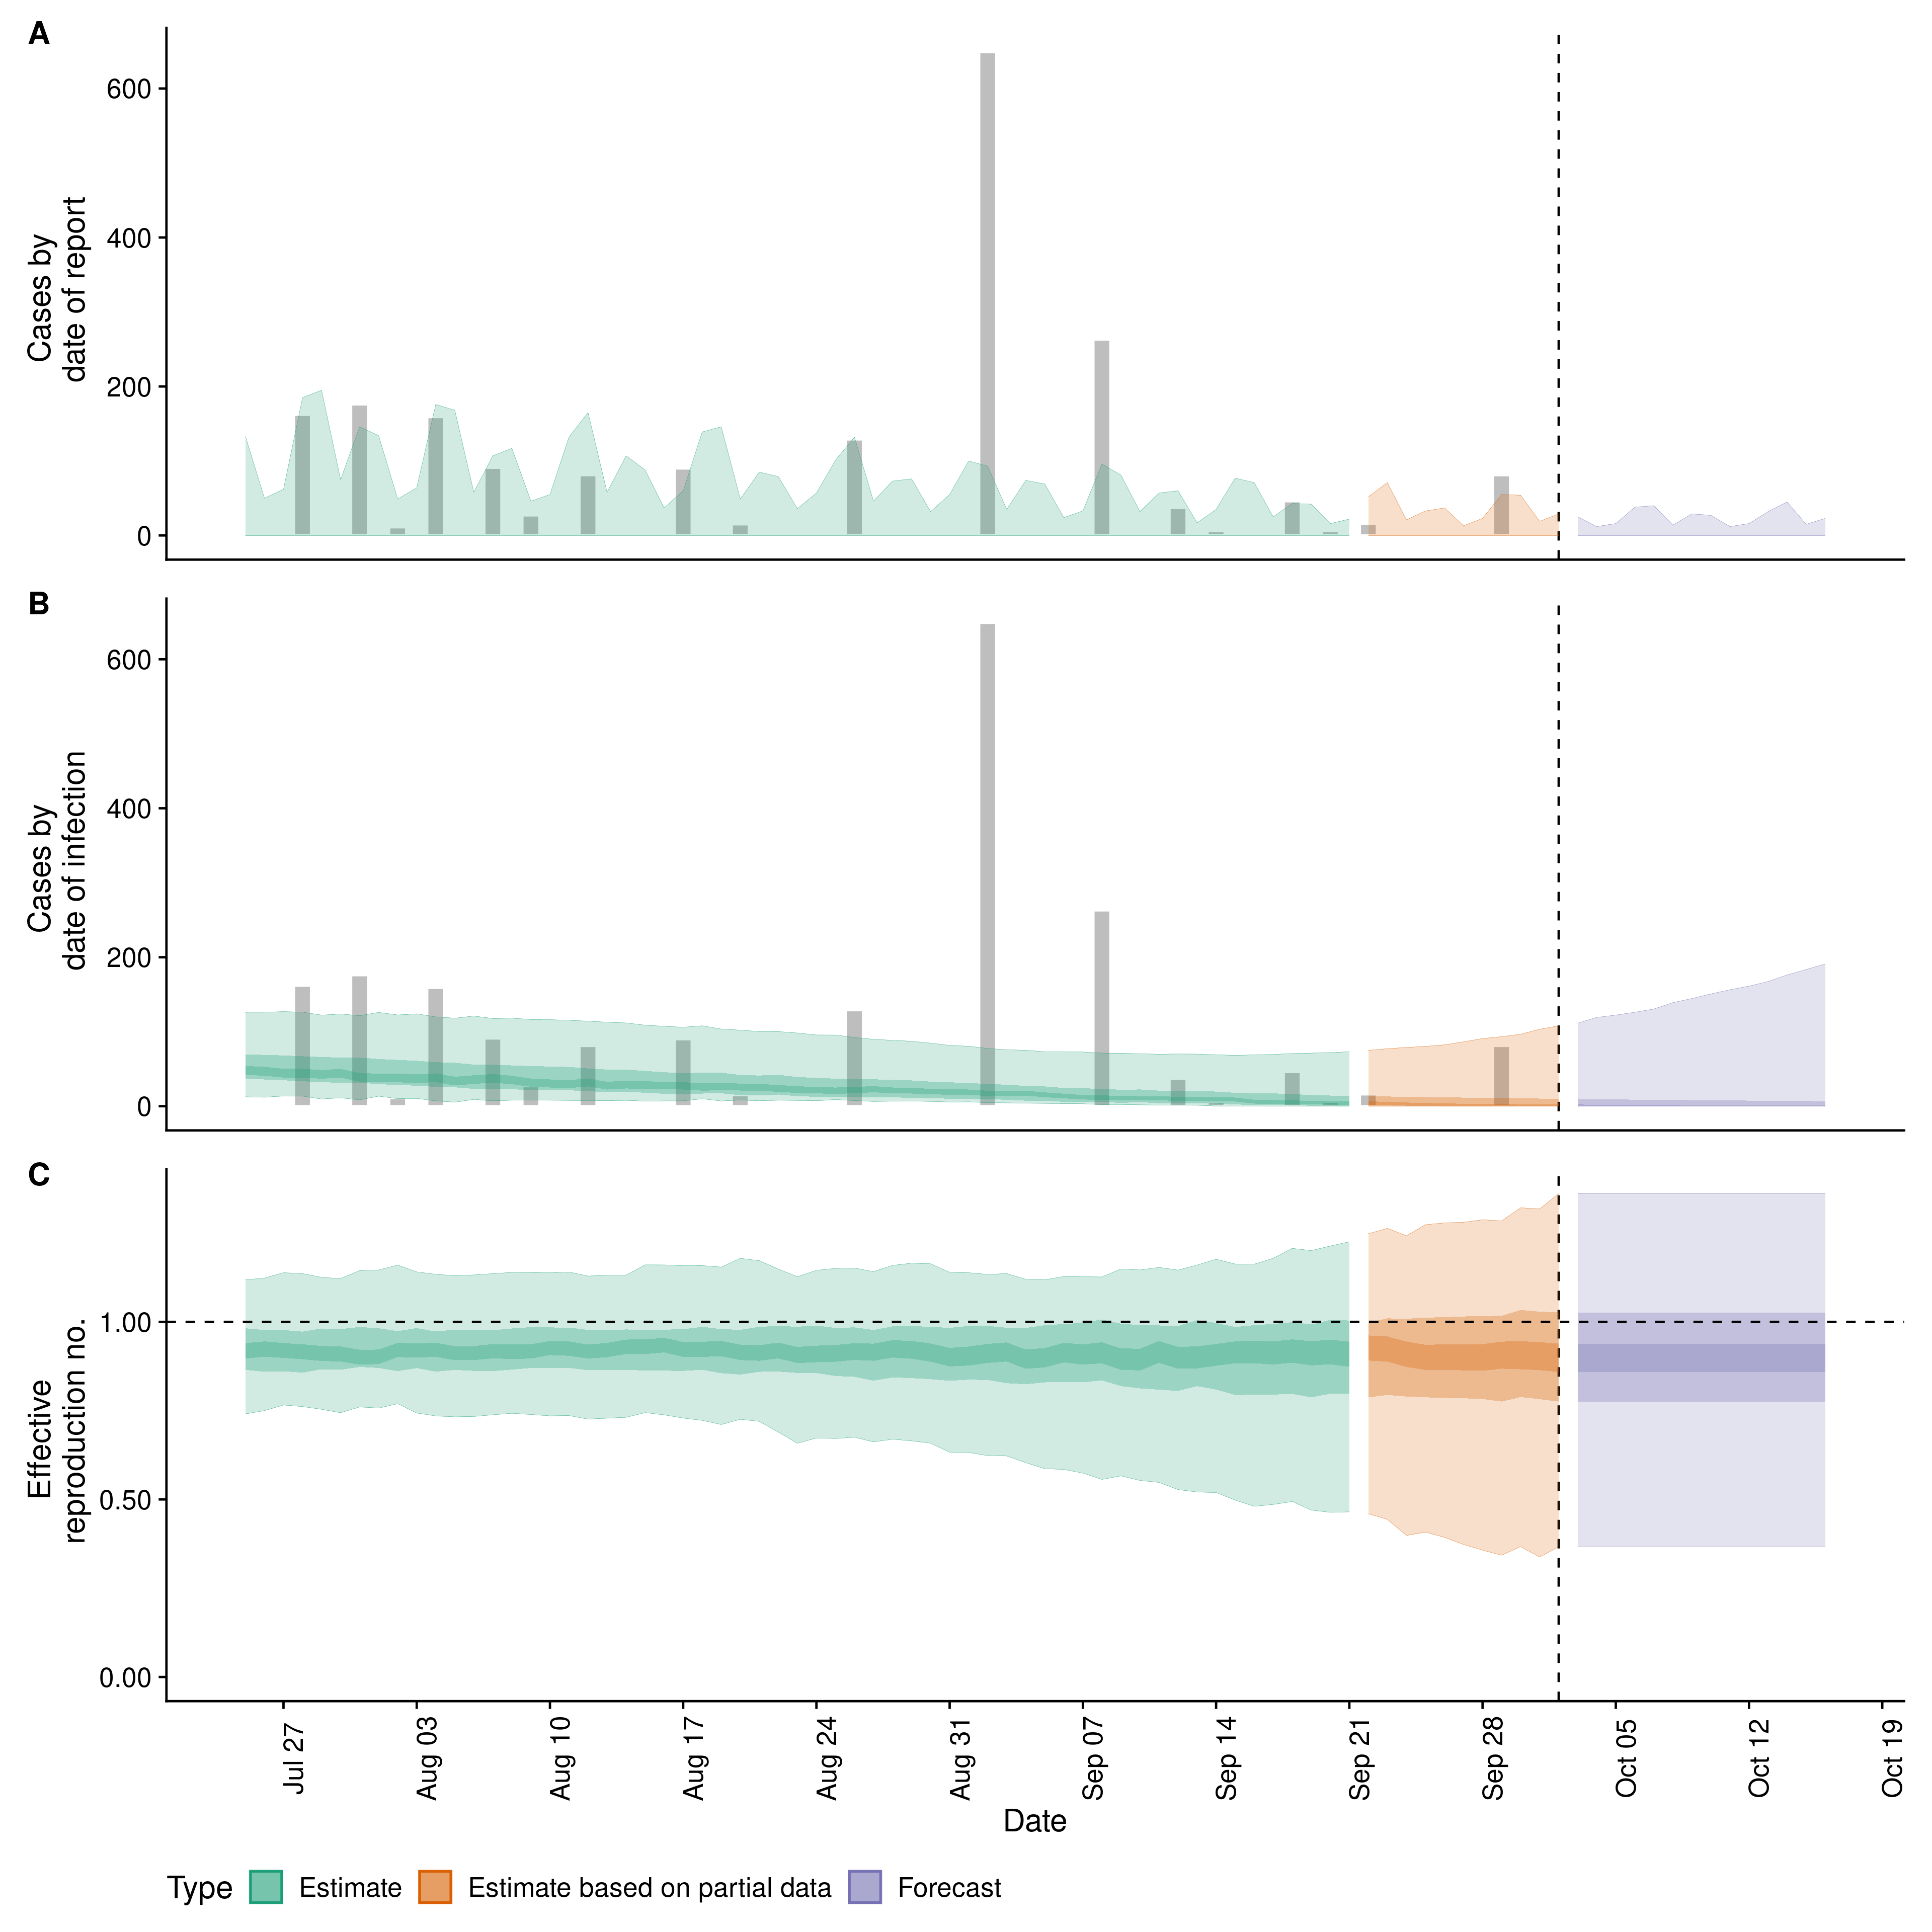 A
Cases by
date of report
600
400
200
0
B
Cases by
date of infection
600
400
200
0
C
Effective
reproduction no.
1.00
0.50
0.00
Jul 27
Aug 03
Aug 10
Aug 17
Aug 24
Aug 31
Sep 07
Sep 14
Sep 21
Sep 28
Oct 05
Oct 12
Oct 19
Date
Type Estimate Estimate based on partial data Forecast